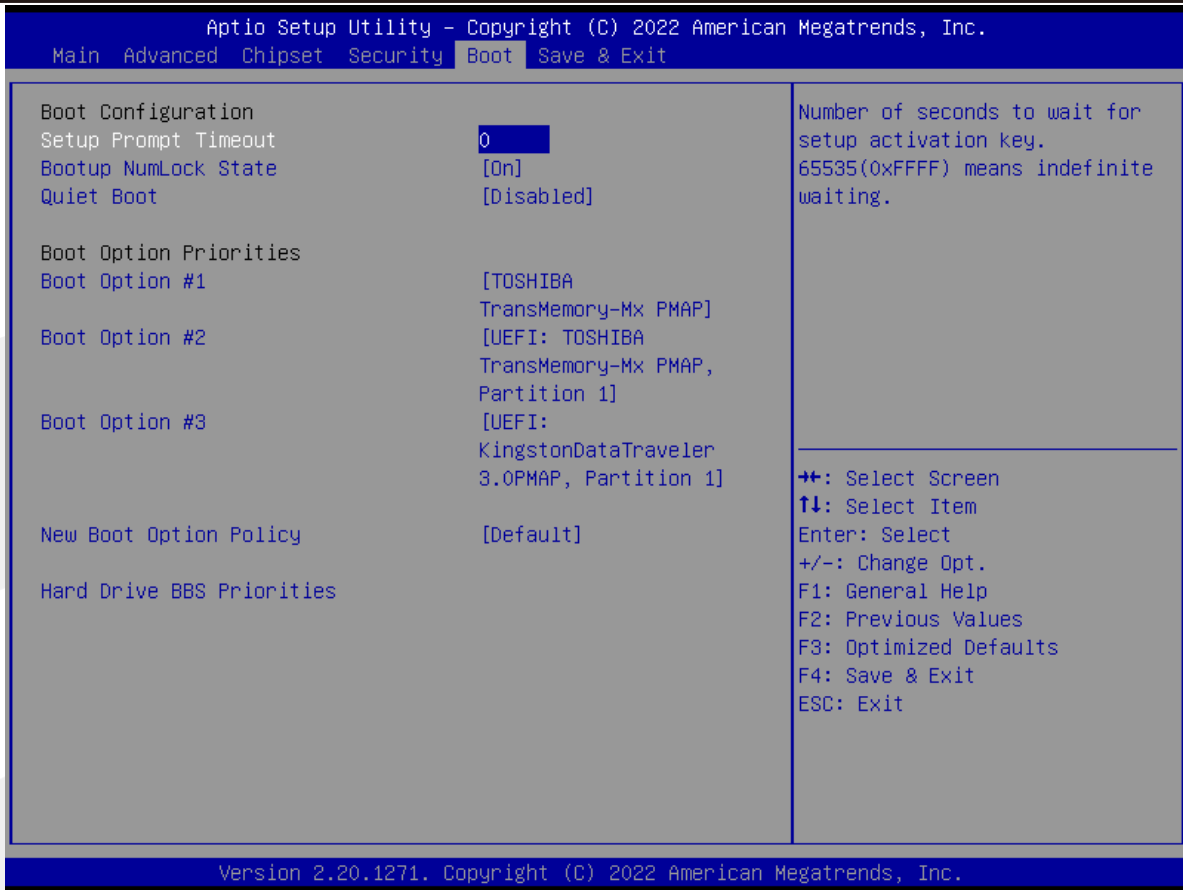 Aptio Setup Utility – Copyright (C) 2022 American Megatrends, Inc.
Main Advanced Chipset Security Boot Save & Exit
Boot Configuration
Setup Prompt Timeout 0
Bootup NumLock State [On]
Quiet Boot [Disabled]
Boot Option Priorities
Boot Option #1 [TOSHIBA
TransMemory-Mx PMAP]
Boot Option #2 [UEFI: TOSHIBA
TransMemory-Mx PMAP,
Partition 1]
Boot Option #3 [UEFI:
KingstonDataTraveler
3.0PMAP, Partition 1]
New Boot Option Policy [Default]
Hard Drive BBS Priorities
Number of seconds to wait for
setup activation key.
65535(0xFFFF) means indefinite
waiting.
→←: Select Screen
↑↓: Select Item
Enter: Select
+/-: Change Opt.
F1: General Help
F2: Previous Values
F3: Optimized Defaults
F4: Save & Exit
ESC: Exit
Version 2.20.1271. Copyright (C) 2022 American Megatrends, Inc.